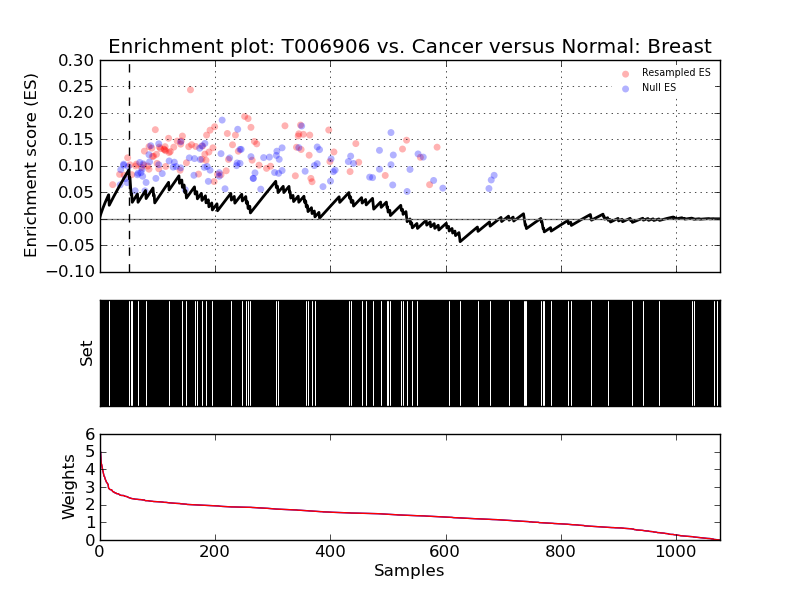 Enrichment plot: T006906 vs. Cancer versus Normal: Breast
Enrichment score (ES)
0.30
0.25
0.20
0.15
0.10
0.05
0.00
−0.05
−0.10
Resampled ES
Null ES
Set
Weights
6
5
4
3
2
1
0
0 200 400 600 800 1000
Samples